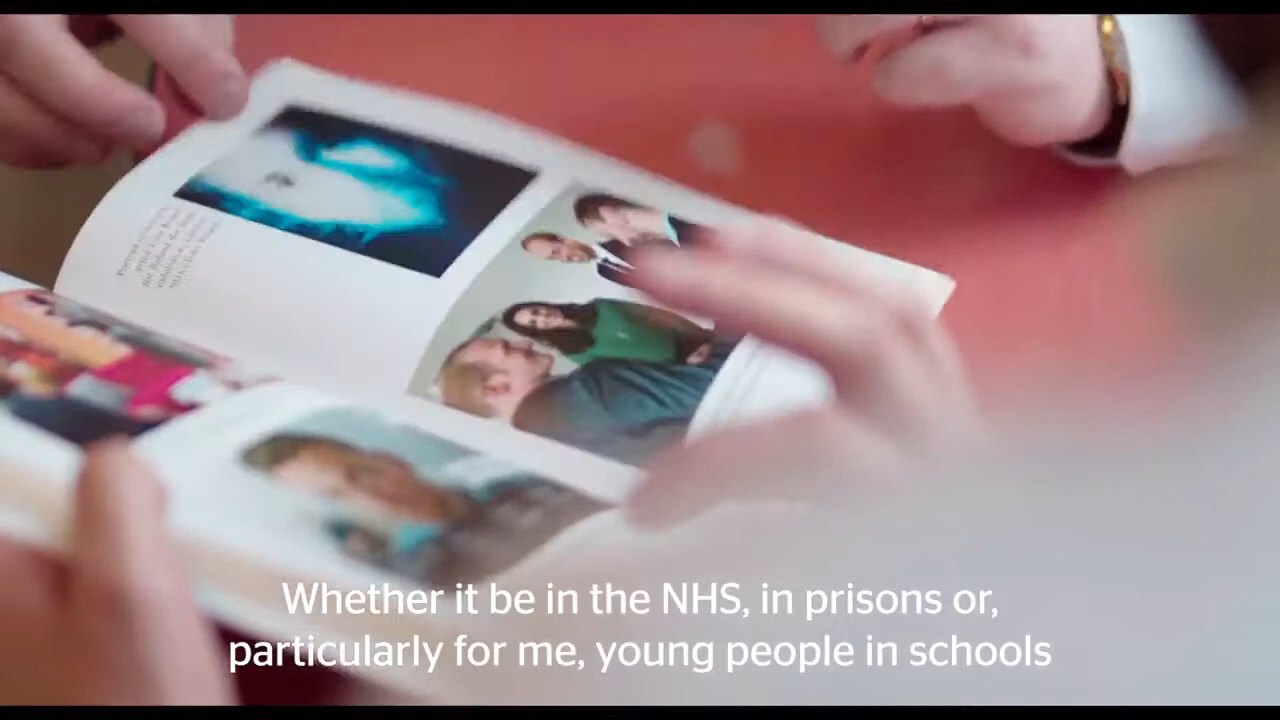 Whether it be in the NHS, in prisons or,
particularly for me, young people in schools